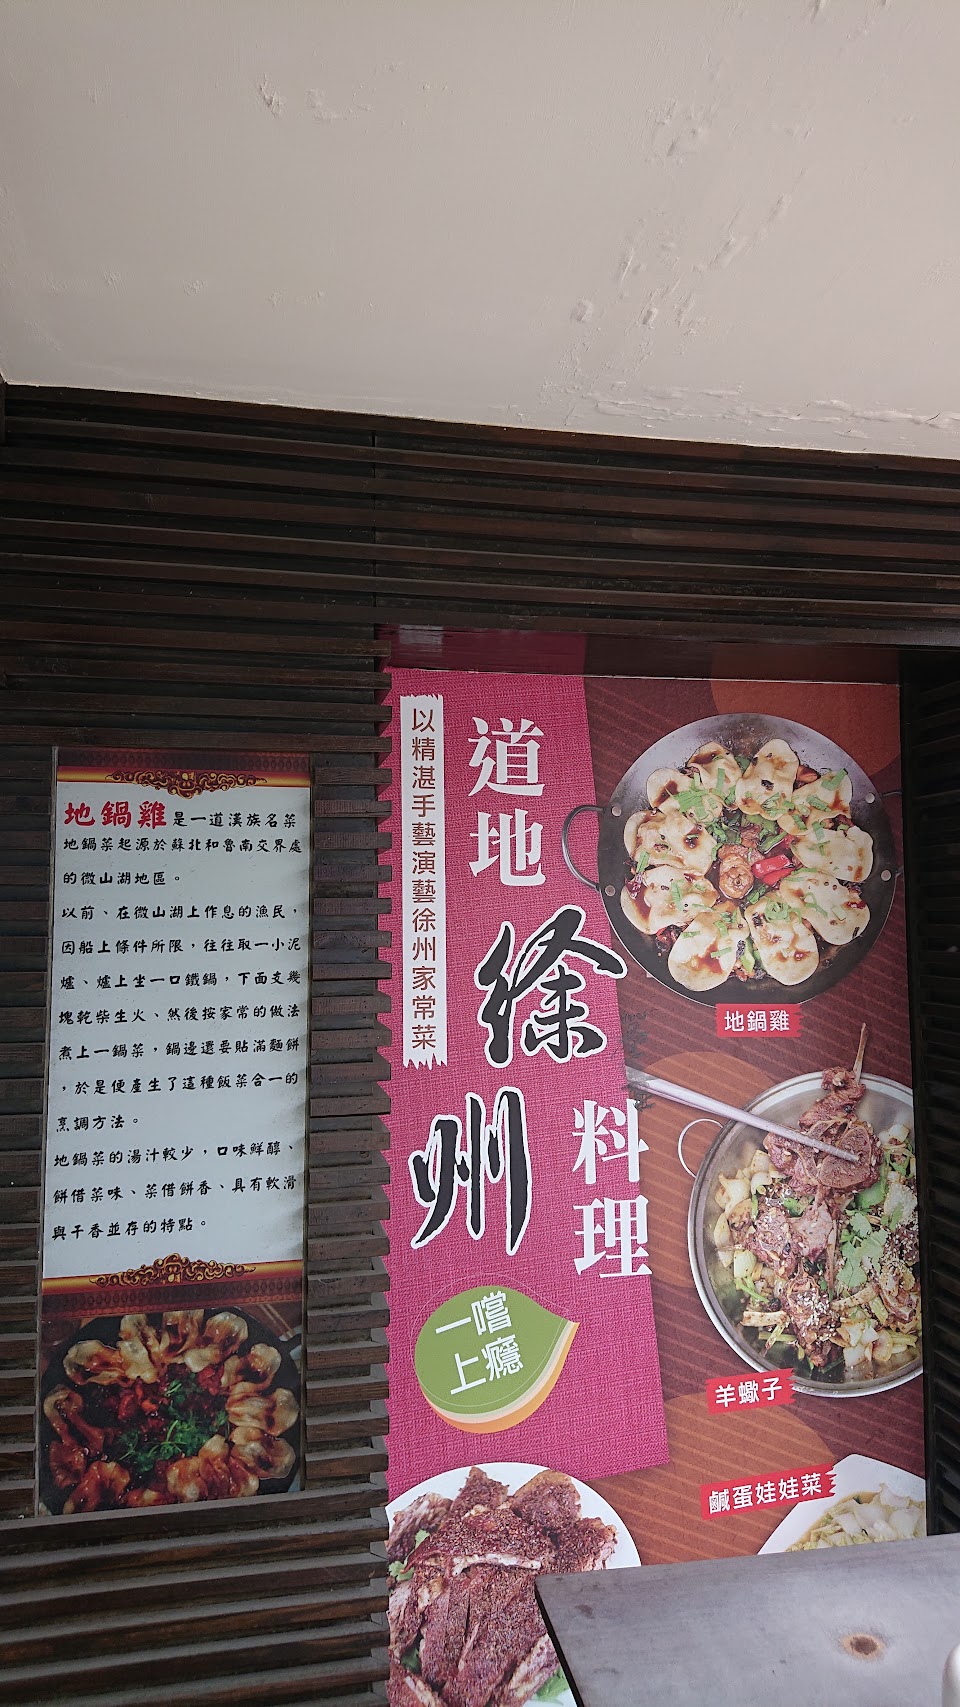 地鍋雞是一道漢族名菜
地鍋菜起源於蘇北和魯南交界處
的微山湖地區。
以前、在微山湖上作息的漁民，
因船上條件所限，往往取一小泥
爐、爐上坐一口鐵鍋，下面支幾
塊乾柴生火、然後按家常的做法
煮上一鍋菜，鍋邊還要貼滿麵餅
，於是便產生了這種飯菜合一的
烹調方法。
地鍋菜的湯汁較少，口味鮮醇、
餅借菜味、菜借餅香、具有軟滑
與干香並存的特點。
以精湛手藝演藝徐州家常菜
道地
徐州
料理
一嚐
上癮
地鍋雞
羊蠍子
鹹蛋娃娃菜